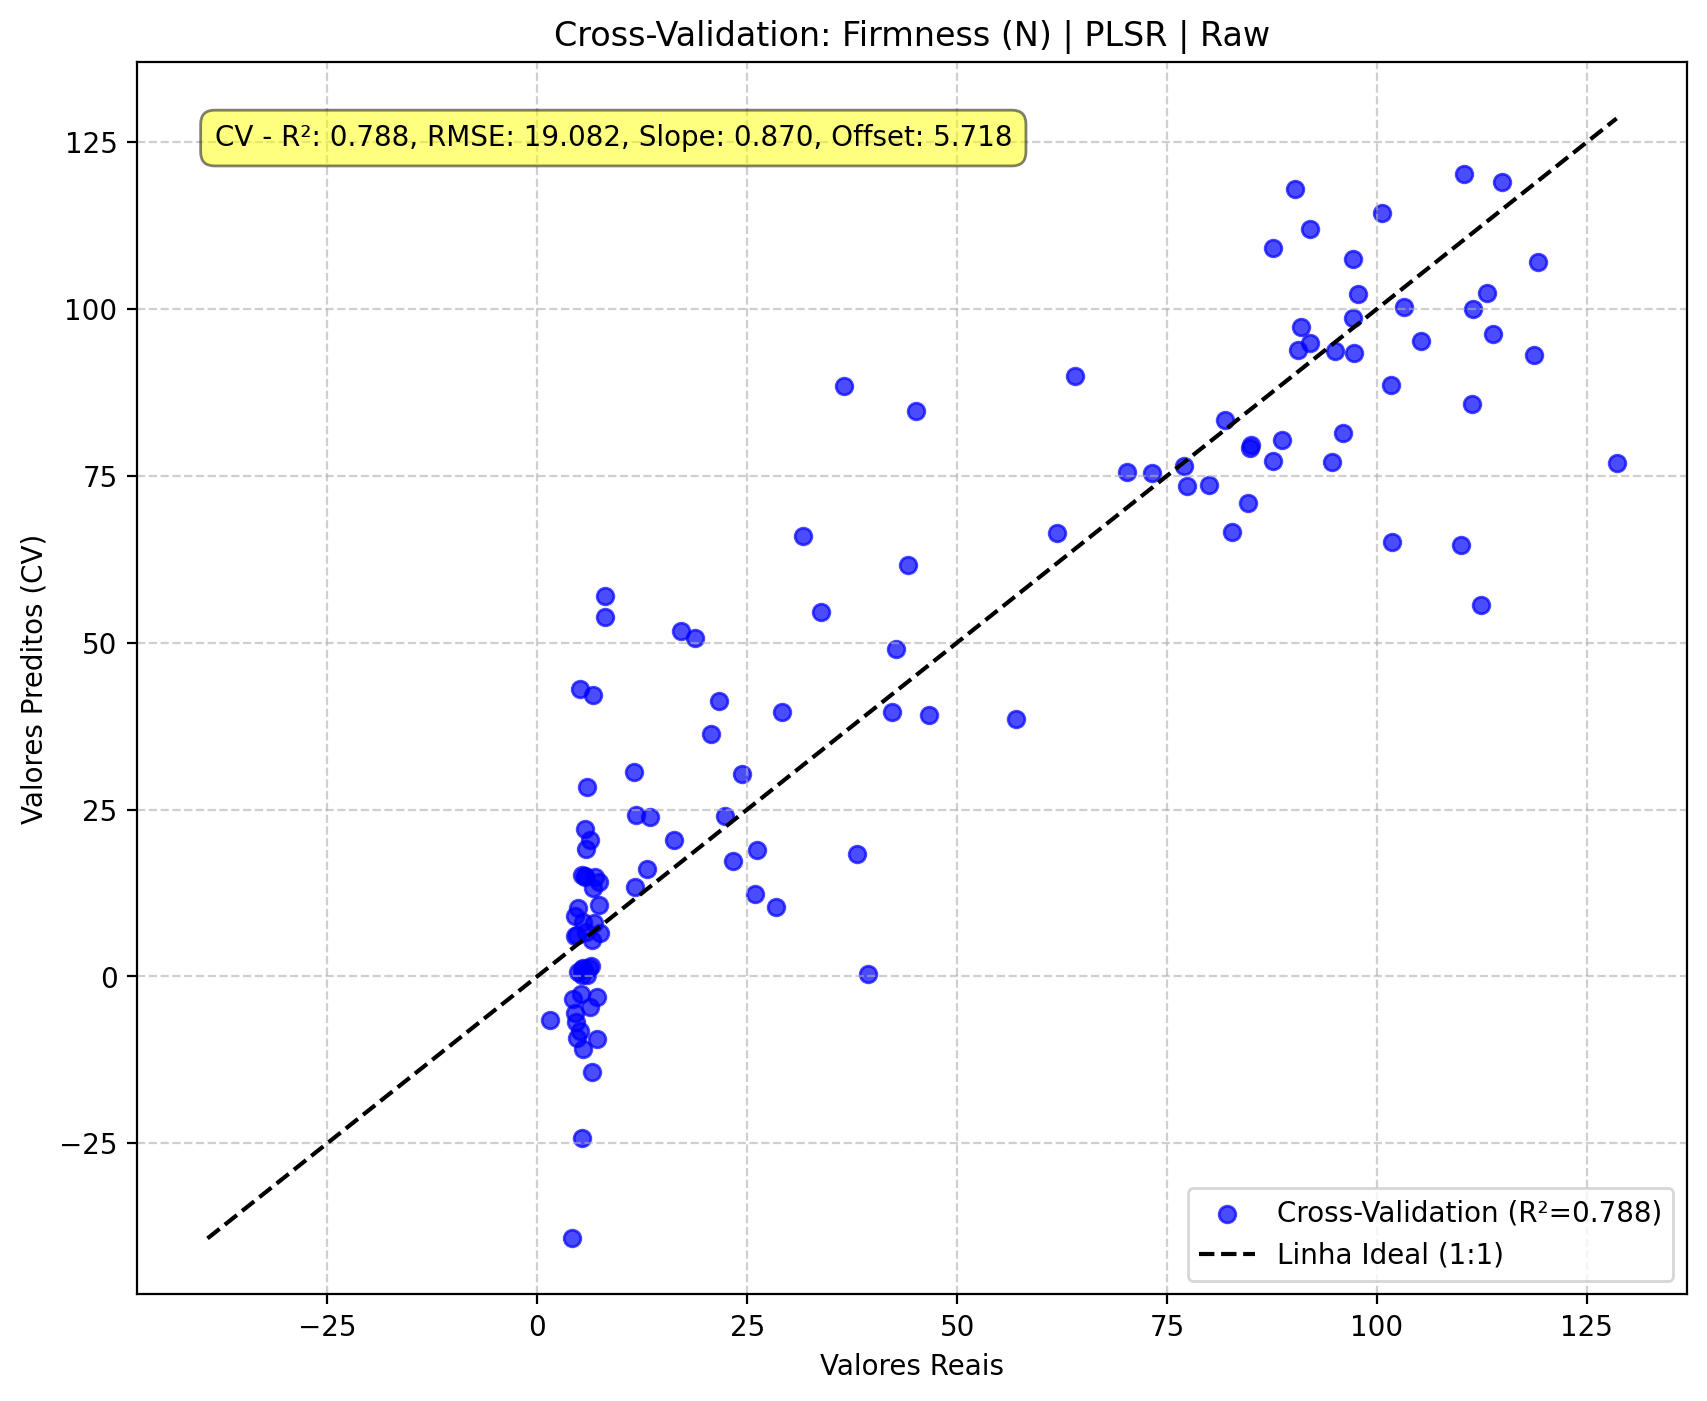 Cross-Validation: Firmness (N) | PLSR | Raw
CV - R²: 0.788, RMSE: 19.082, Slope: 0.870, Offset: 5.718
Valores Preditos (CV)
125
100
75
50
25
0
−25
Cross-Validation (R²=0.788)
Linha Ideal (1:1)
−25 0 25 50 75 100 125
Valores Reais